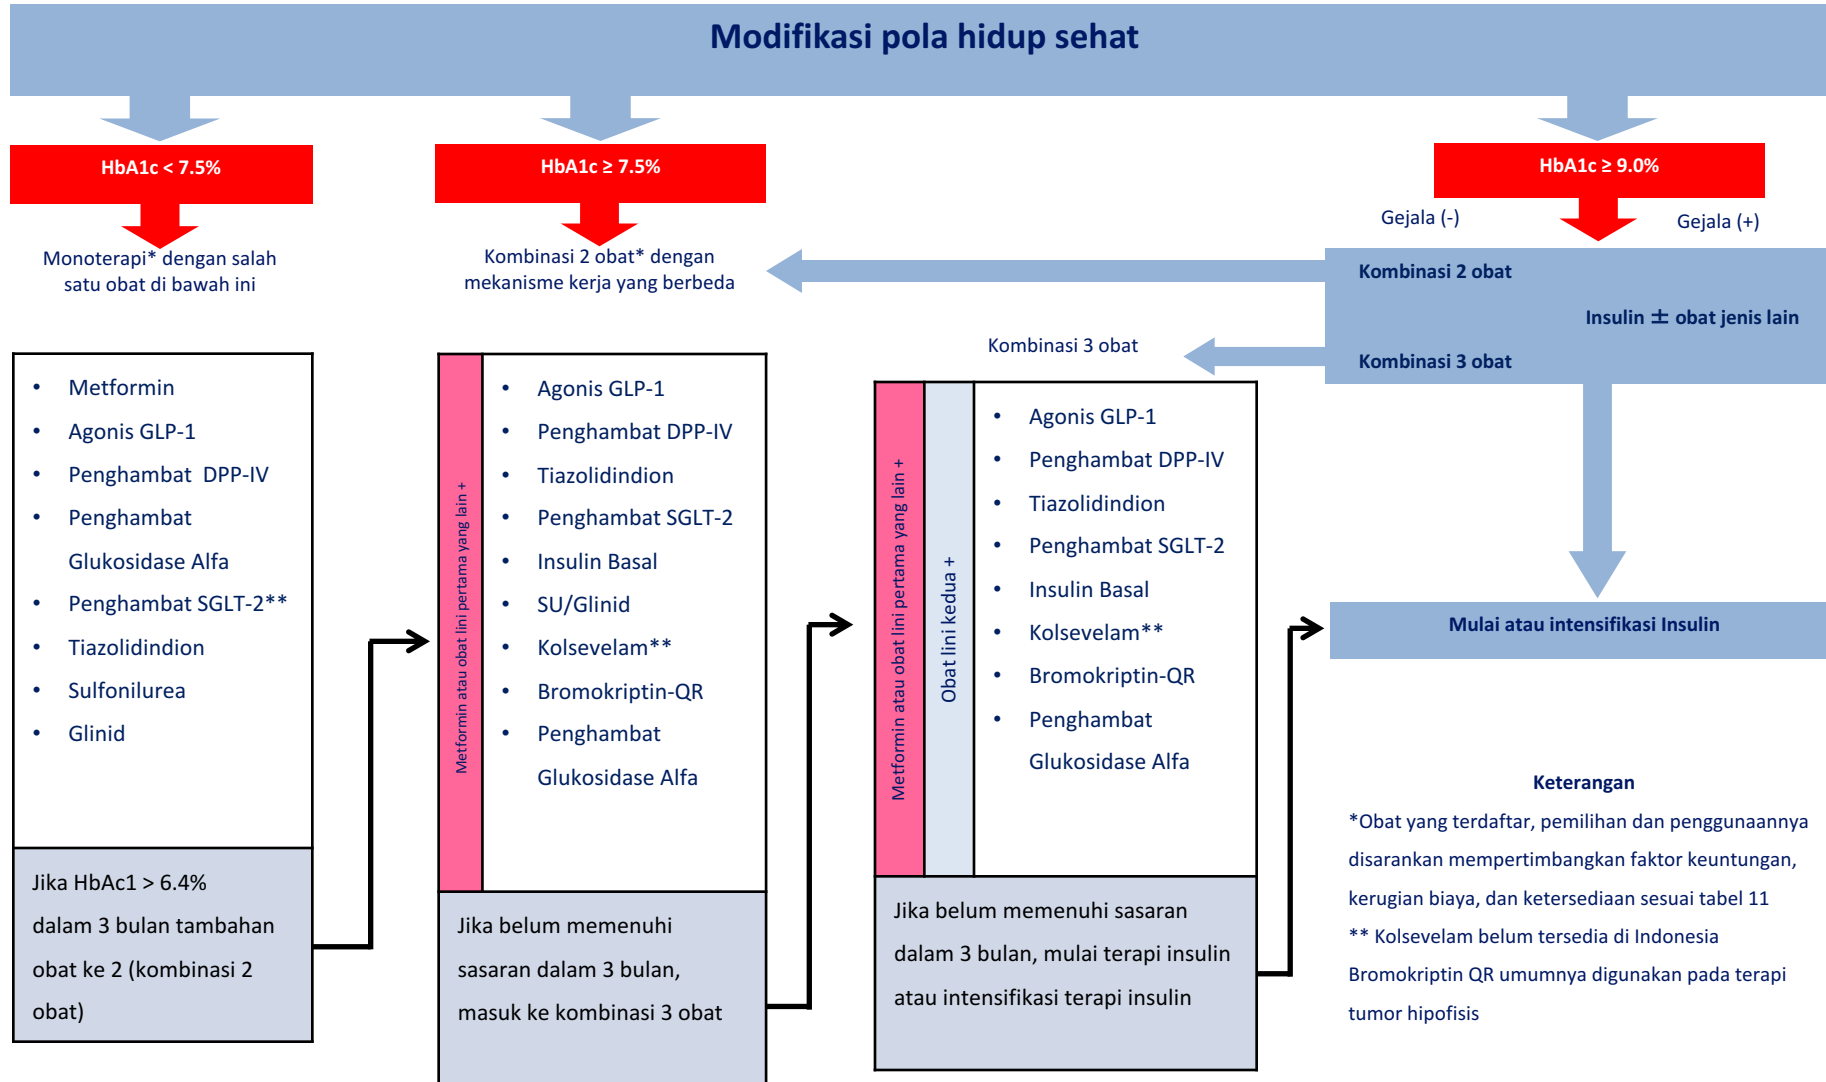 Modifikasi pola hidup sehat
HbA1c < 7.5%
Monoterapi* dengan salah
satu obat di bawah ini
• Metformin
• Agonis GLP-1
• Penghambat DPP-IV
• Penghambat
Glukosidase Alfa
• Penghambat SGLT-2**
• Tiazolidindion
• Sulfonilurea
• Glinid
Jika HbAc1 > 6.4%
dalam 3 bulan tambahan
obat ke 2 (kombinasi 2
obat)
HbA1c ≥ 7.5%
Kombinasi 2 obat* dengan
mekanisme kerja yang berbeda
Metformin atau obat lini pertama yang lain +
• Agonis GLP-1
• Penghambat DPP-IV
• Tiazolidindion
• Penghambat SGLT-2
• Insulin Basal
• SU/Glinid
• Kolsevelam**
• Bromokriptin-QR
• Penghambat
Glukosidase Alfa
Jika belum memenuhi
sasaran dalam 3 bulan,
masuk ke kombinasi 3 obat
Kombinasi 3 obat
Metformin atau obat lini pertama yang lain +
Obat lini kedua +
• Agonis GLP-1
• Penghambat DPP-IV
• Tiazolidindion
• Penghambat SGLT-2
• Insulin Basal
• Kolsevelam**
• Bromokriptin-QR
• Penghambat
Glukosidase Alfa
Jika belum memenuhi sasaran
dalam 3 bulan, mulai terapi insulin
atau intensifikasi terapi insulin
HbA1c ≥ 9.0%
Gejala (-)
Gejala (+)
Kombinasi 2 obat
Insulin ± obat jenis lain
Kombinasi 3 obat
Mulai atau intensifikasi Insulin
Keterangan
*Obat yang terdaftar, pemilihan dan penggunaannya
disarankan mempertimbangkan faktor keuntungan,
kerugian biaya, dan ketersediaan sesuai tabel 11
** Kolsevelam belum tersedia di Indonesia
Bromokriptin QR umumnya digunakan pada terapi
tumor hipofisis